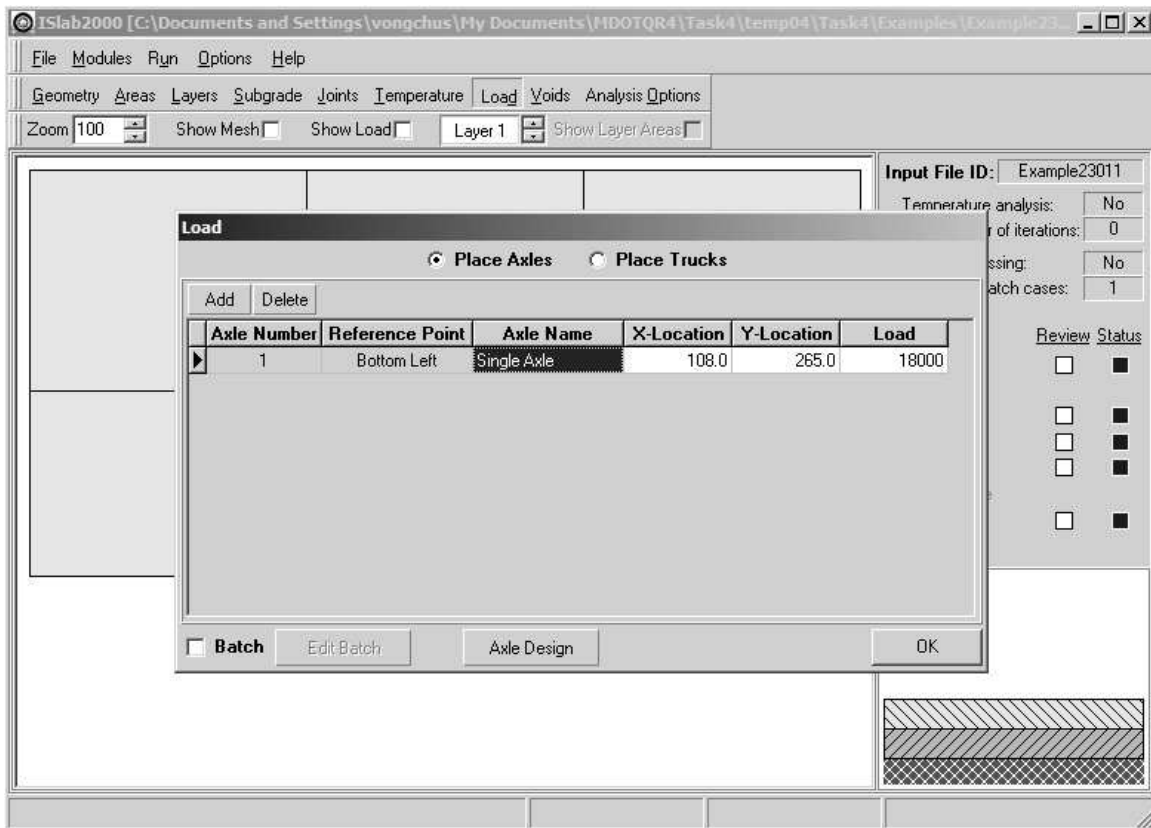 ISlab2000 [C:\Documents and Settings\vongchus\My Documents\MDOTQR4\Task4\temp04\Task4\Examples\Example23...
File Modules Run Options Help
Geometry Areas Layers Subgrade Joints Temperature Load Voids Analysis Options
Zoom 100 Show Mesh Show Load Layer 1 Show Layer Areas
Input File ID: Example23011
Temperature analysis: No
r of iterations: 0
ssing: No
atch cases: 1
Review Status
Load
Place Axles Place Trucks
Add Delete
Axle Number Reference Point Axle Name X-Location Y-Location Load
1 Bottom Left Single Axle 108.0 265.0 18000
Batch Edit Batch Axle Design OK